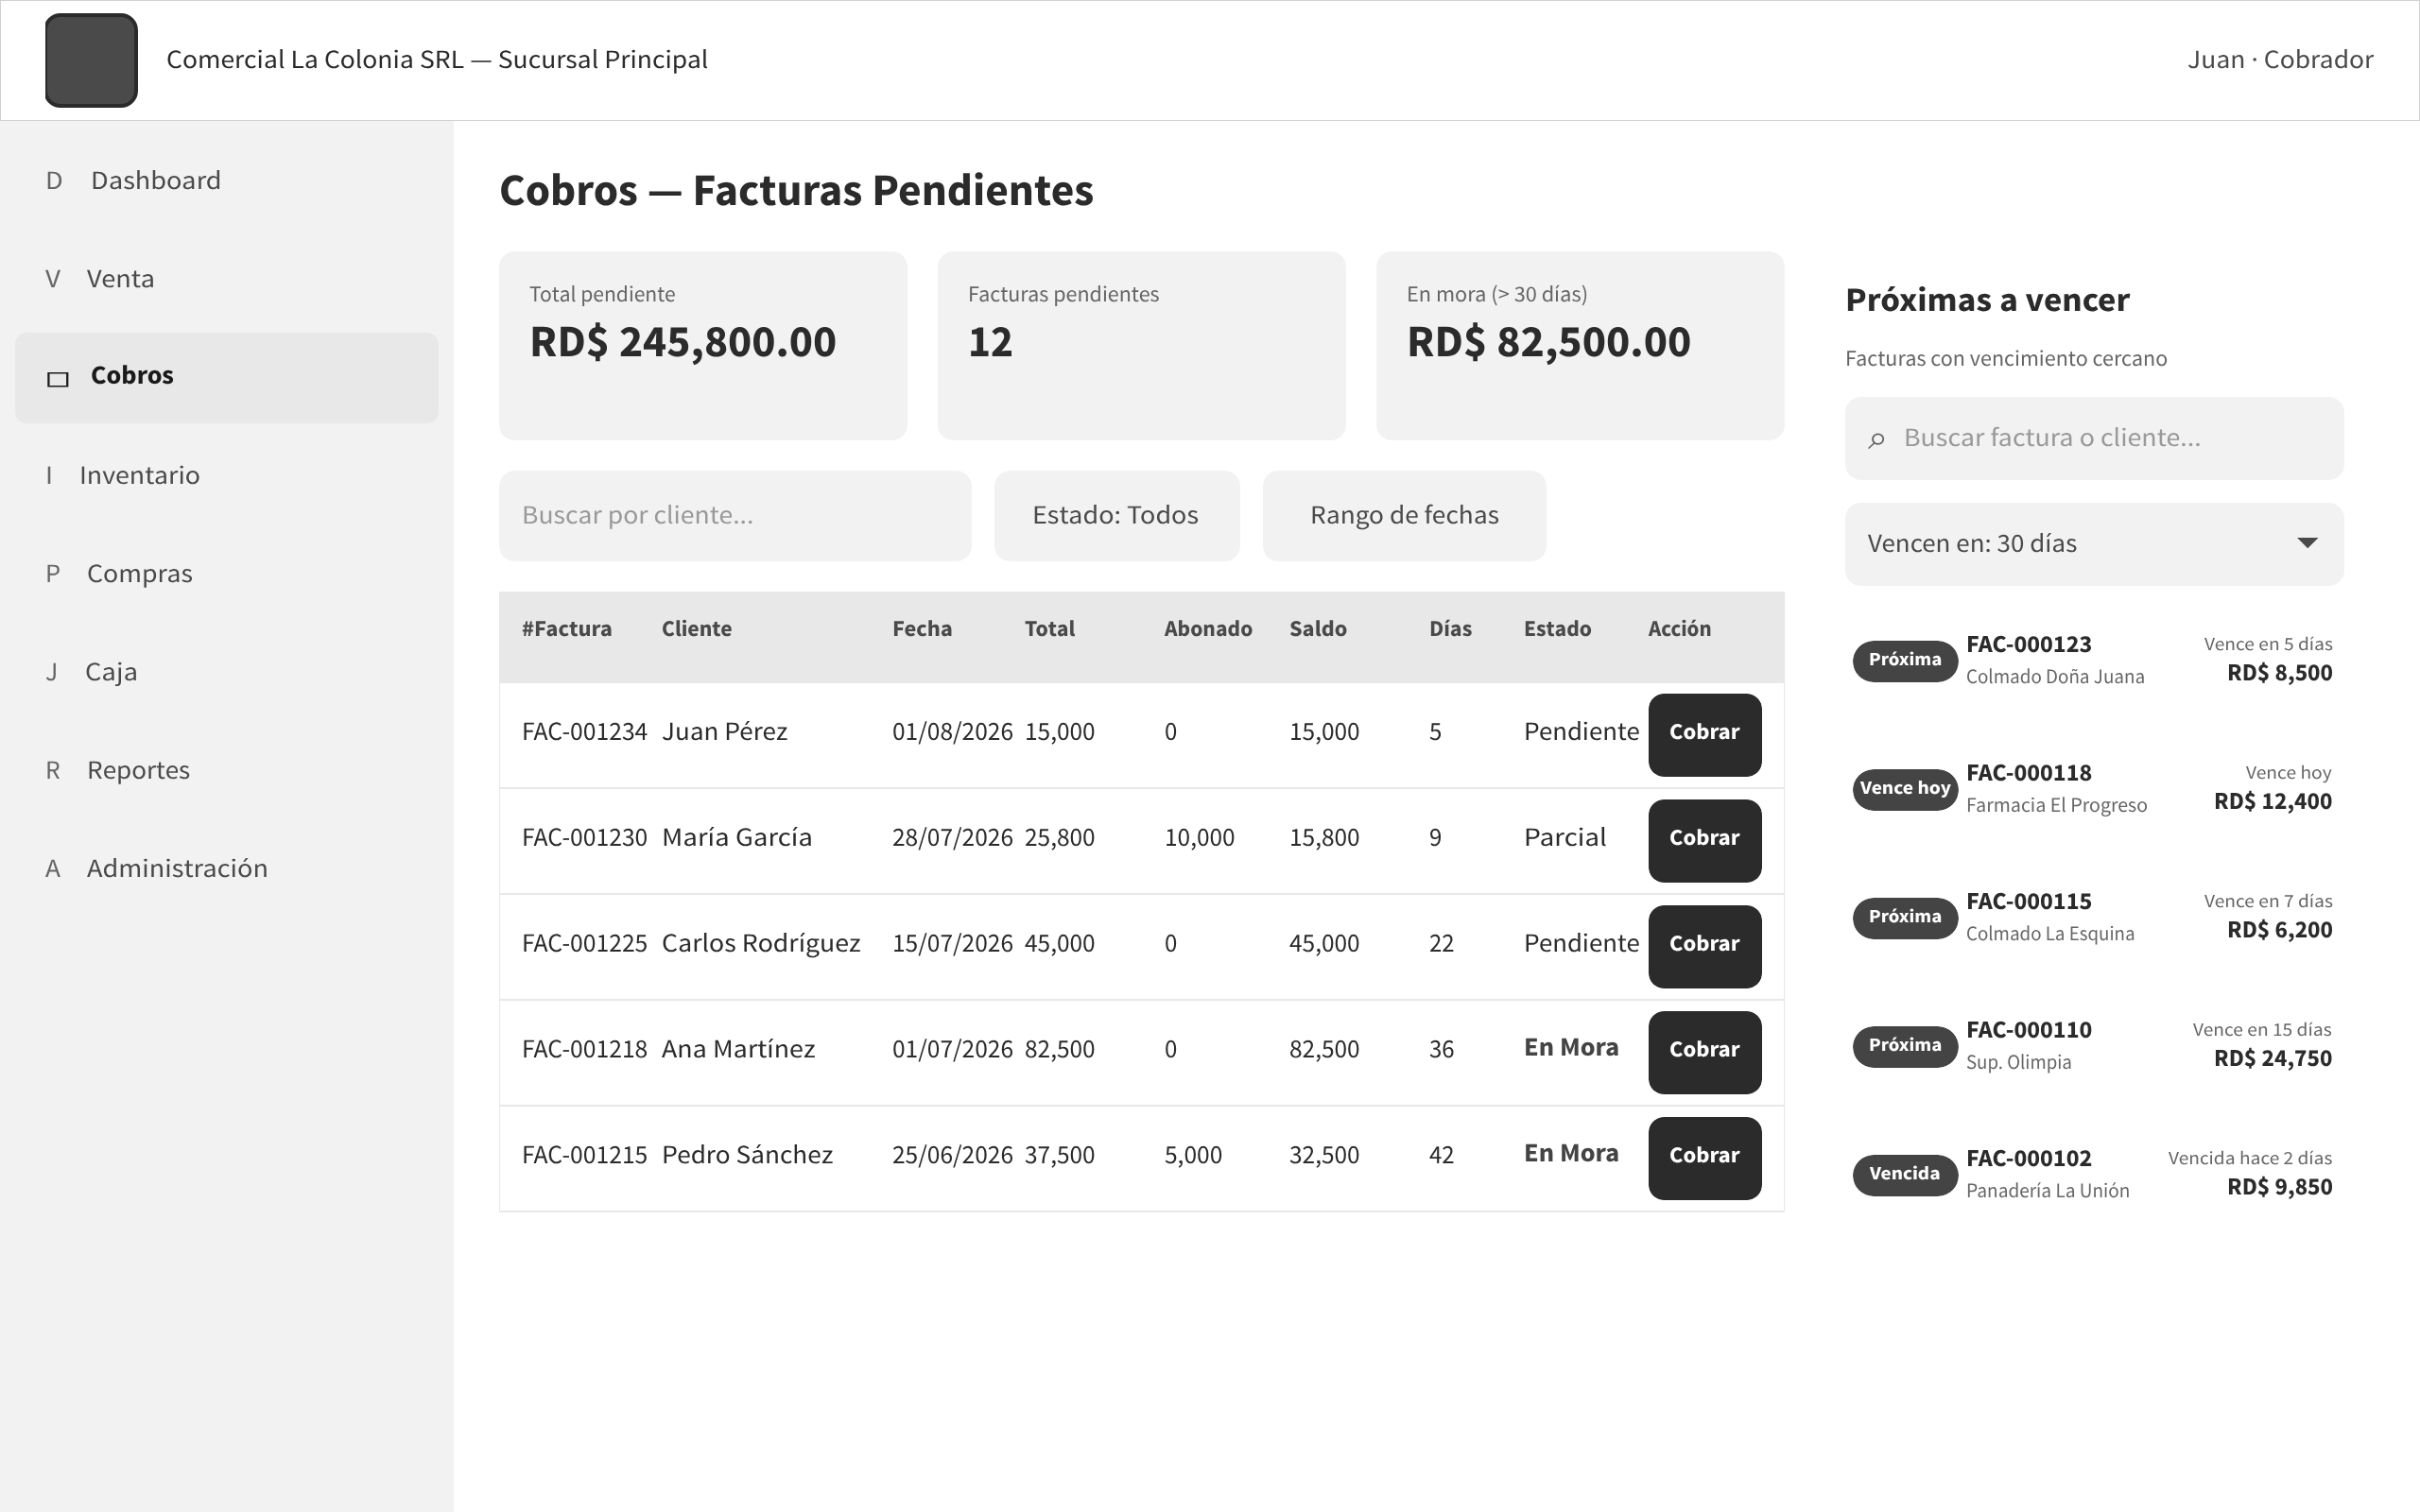 Comercial La Colonia SRL — Sucursal Principal
Juan · Cobrador
D Dashboard
V Venta
Cobros
I Inventario
P Compras
J Caja
R Reportes
A Administración
Cobros — Facturas Pendientes
Total pendiente
RD$ 245,800.00
Facturas pendientes
12
En mora (> 30 días)
RD$ 82,500.00
Buscar por cliente...
Estado: Todos
Rango de fechas
#Factura Cliente Fecha Total Abonado Saldo Días Estado Acción
FAC-001234 Juan Pérez 01/08/2026 15,000 0 15,000 5 Pendiente Cobrar
FAC-001230 María García 28/07/2026 25,800 10,000 15,800 9 Parcial Cobrar
FAC-001225 Carlos Rodríguez 15/07/2026 45,000 0 45,000 22 Pendiente Cobrar
FAC-001218 Ana Martínez 01/07/2026 82,500 0 82,500 36 En Mora Cobrar
FAC-001215 Pedro Sánchez 25/06/2026 37,500 5,000 32,500 42 En Mora Cobrar
Próximas a vencer
Facturas con vencimiento cercano
Buscar factura o cliente...
Vencen en: 30 días
Próxima
FAC-000123
Colmado Doña Juana
Vence en 5 días
RD$ 8,500
Vence hoy
FAC-000118
Farmacia El Progreso
Vence hoy
RD$ 12,400
Próxima
FAC-000115
Colmado La Esquina
Vence en 7 días
RD$ 6,200
Próxima
FAC-000110
Sup. Olimpia
Vence en 15 días
RD$ 24,750
Vencida
FAC-000102
Panadería La Unión
Vencida hace 2 días
RD$ 9,850